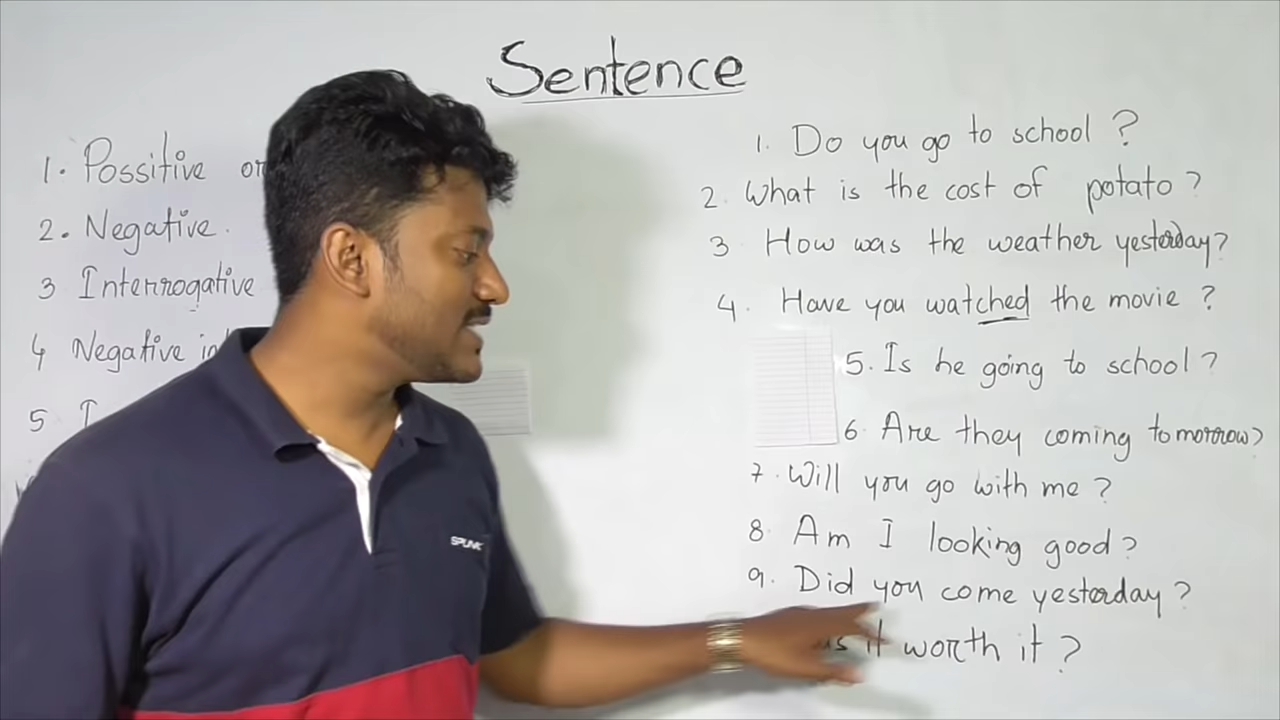 Sentence
1. Possitive or
2. Negative.
3 Interrogative
4 Negative in
5 I
1. Do you go to school ?
2. What is the cost of potato ?
3 How was the weather yesterday?
4. Have you watched the movie ?
5. Is he going to school ?
6 Are they coming tomorrow?
7. Will you go with me ?
8. Am I looking good ?
9. Did you come yesterday ?
it worth it ?